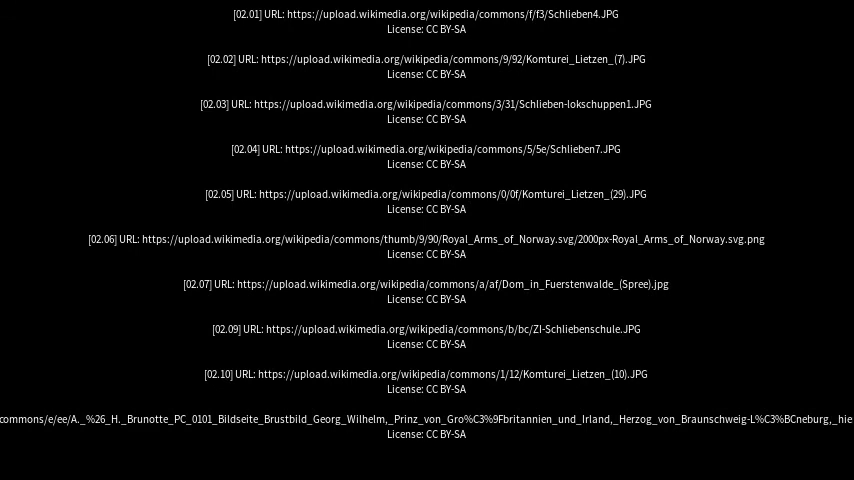 [02.01] URL: https://upload.wikimedia.org/wikipedia/commons/f/f3/Schlieben4.JPG
License: CC BY-SA
[02.02] URL: https://upload.wikimedia.org/wikipedia/commons/9/92/Komturei_Lietzen_(7).JPG
License: CC BY-SA
[02.03] URL: https://upload.wikimedia.org/wikipedia/commons/3/31/Schlieben-lokschuppen1.JPG
License: CC BY-SA
[02.04] URL: https://upload.wikimedia.org/wikipedia/commons/5/5e/Schlieben7.JPG
License: CC BY-SA
[02.05] URL: https://upload.wikimedia.org/wikipedia/commons/0/0f/Komturei_Lietzen_(29).JPG
License: CC BY-SA
[02.06] URL: https://upload.wikimedia.org/wikipedia/commons/thumb/9/90/Royal_Arms_of_Norway.svg/2000px-Royal_Arms_of_Norway.svg.png
License: CC BY-SA
[02.07] URL: https://upload.wikimedia.org/wikipedia/commons/a/af/Dom_in_Fuerstenwalde_(Spree).jpg
License: CC BY-SA
[02.09] URL: https://upload.wikimedia.org/wikipedia/commons/b/bc/ZI-Schliebenschule.JPG
License: CC BY-SA
[02.10] URL: https://upload.wikimedia.org/wikipedia/commons/1/12/Komturei_Lietzen_(10).JPG
License: CC BY-SA
commons/e/ee/A._%26_H._Brunotte_PC_0101_Bildseite_Brustbild_Georg_Wilhelm,_Prinz_von_Gro%C3%9Fbritannien_und_Irland,_Herzog_von_Braunschweig-L%C3%BCneburg,_hie
License: CC BY-SA